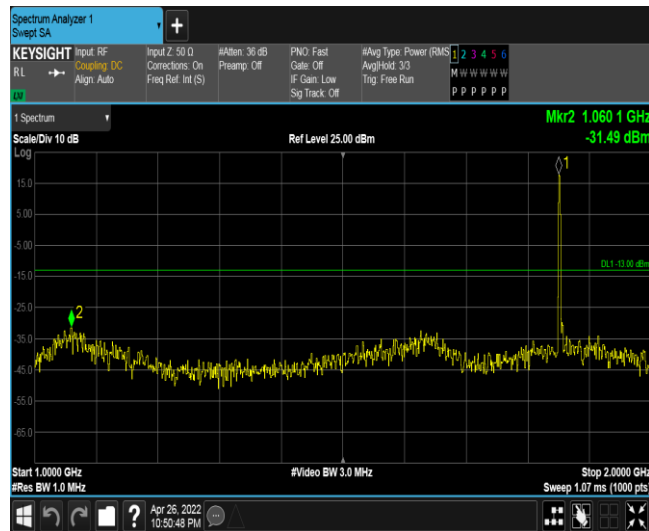 Spectrum Analyzer 1
Swept SA
+
KEYSIGHT
RL
LXI
Input: RF
Coupling: DC
Align: Auto
Input Z: 50 Ω
Corrections: On
Freq Ref: Int (S)
#Atten: 36 dB
Preamp: Off
PNO: Fast
Gate: Off
IF Gain: Low
Sig Track: Off
#Avg Type: Power (RMS
Avg|Hold: 3/3
Trig: Free Run
1 2 3 4 5 6
M W W W W W
P P P P P P
1 Spectrum
Mkr2 1.060 1 GHz
-31.49 dBm
Scale/Div 10 dB
Ref Level 25.00 dBm
Log
1
15.0
5.00
-5.00
DL1 -13.00 dBm
-15.0
-25.0
2
-35.0
-45.0
-55.0
-65.0
Start 1.0000 GHz
#Video BW 3.0 MHz
Stop 2.0000 GHz
#Res BW 1.0 MHz
Sweep 1.07 ms (1000 pts)
?
Apr 26, 2022
10:50:48 PM